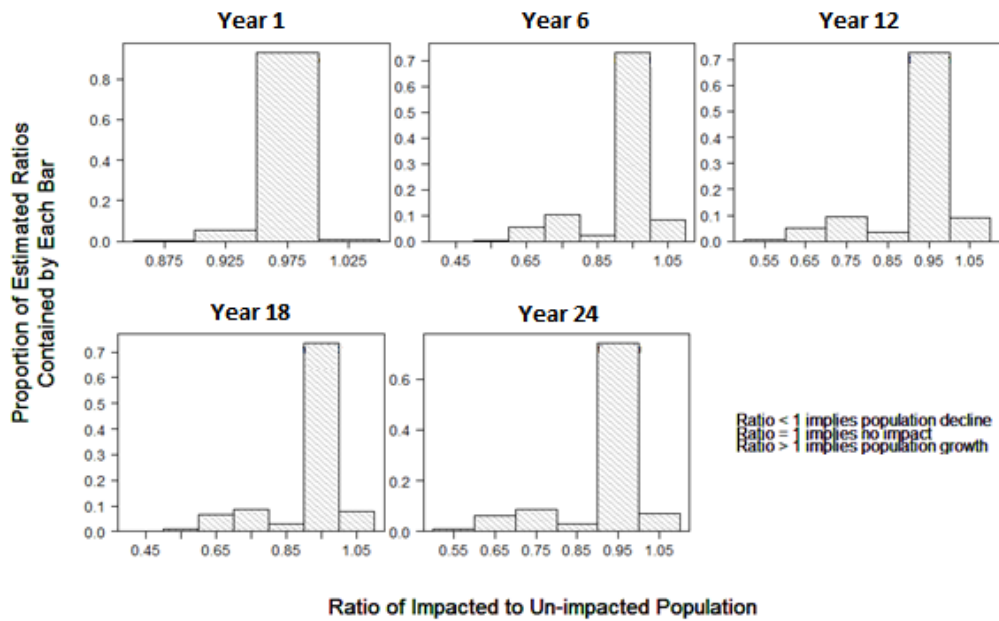 Year 1
Year 6
Year 12
Proportion of Estimated Ratios
Contained by Each Bar
0.8
0.6
0.4
0.2
0.0
0.875 0.925 0.975 1.025
0.7
0.6
0.5
0.4
0.3
0.2
0.1
0.0
0.45 0.65 0.85 1.05
0.7
0.6
0.5
0.4
0.3
0.2
0.1
0.0
0.55 0.65 0.75 0.85 0.95 1.05
Year 18
Year 24
0.7
0.6
0.5
0.4
0.3
0.2
0.1
0.0
0.45 0.65 0.85 1.05
0.6
0.4
0.2
0.0
0.55 0.65 0.75 0.85 0.95 1.05
Ratio < 1 implies population decline
Ratio = 1 implies no impact
Ratio > 1 implies population growth
Ratio of Impacted to Un-impacted Population